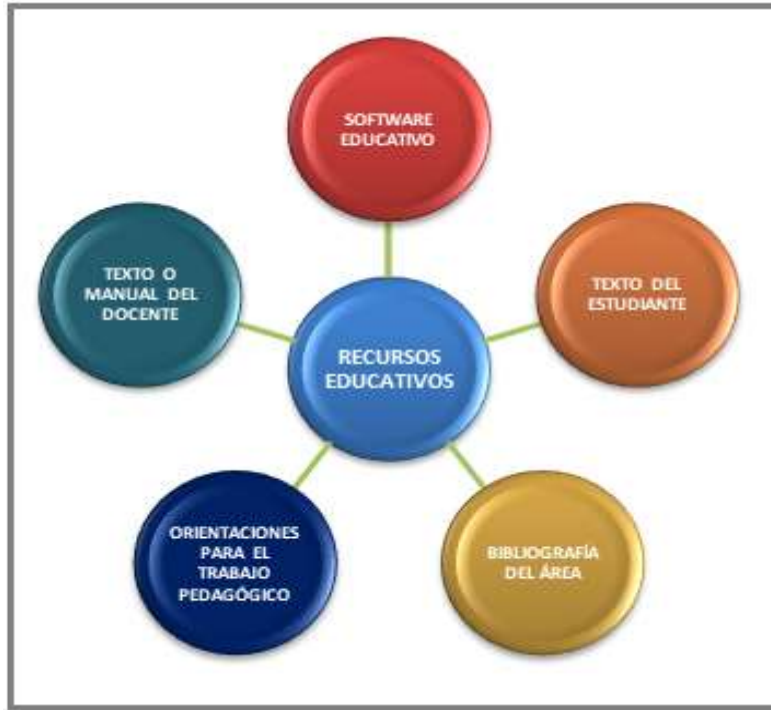 SOFTWARE
EDUCATIVO
TEXTO O
MANUAL DEL
DOCENTE
TEXTO DEL
ESTUDIANTE
RECURSOS
EDUCATIVOS
ORIENTACIONES
PARA EL
TRABAJO
PEDAGÓGICO
BIBLIOGRAFÍA
DEL ÁREA